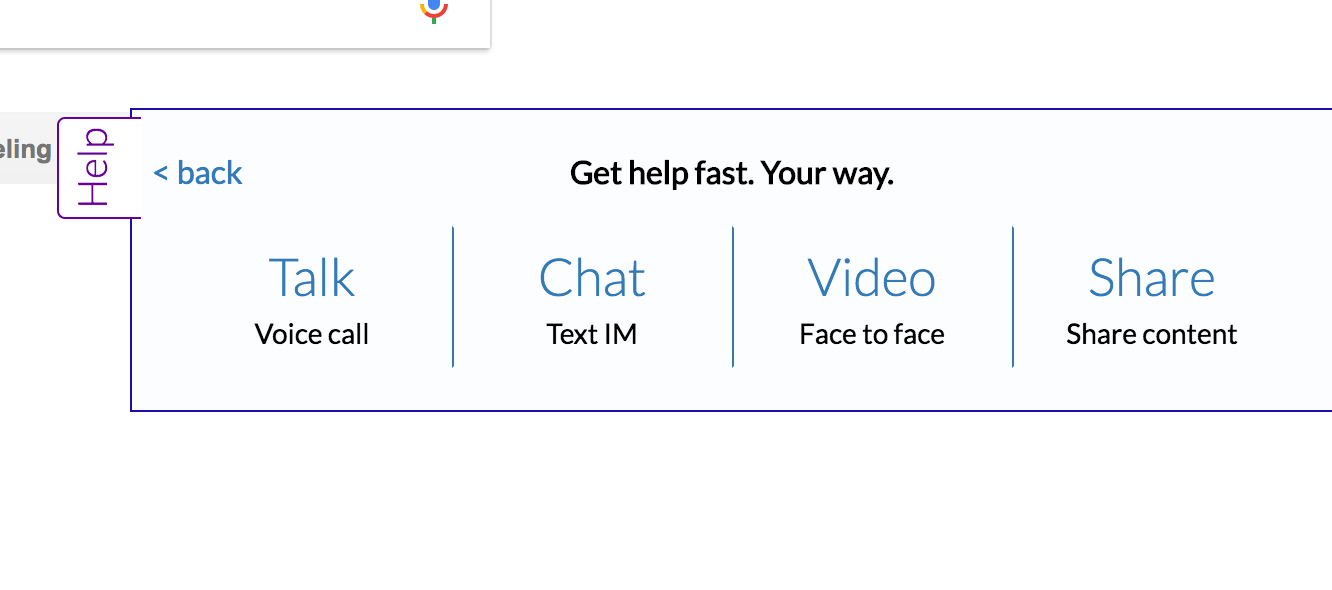 Help
< back
Get help fast. Your way.
Talk
Voice call
Chat
Text IM
Video
Face to face
Share
Share content